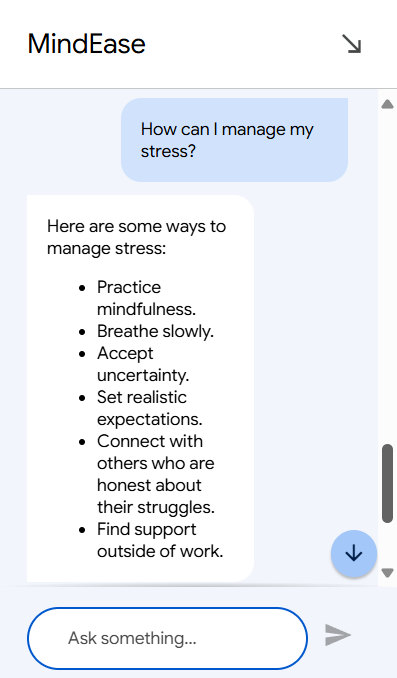 MindEase
How can I manage my
stress?
Here are some ways to
manage stress:
• Practice
mindfulness.
• Breathe slowly.
• Accept
uncertainty.
• Set realistic
expectations.
• Connect with
others who are
honest about
their struggles.
• Find support
outside of work.
Ask something...